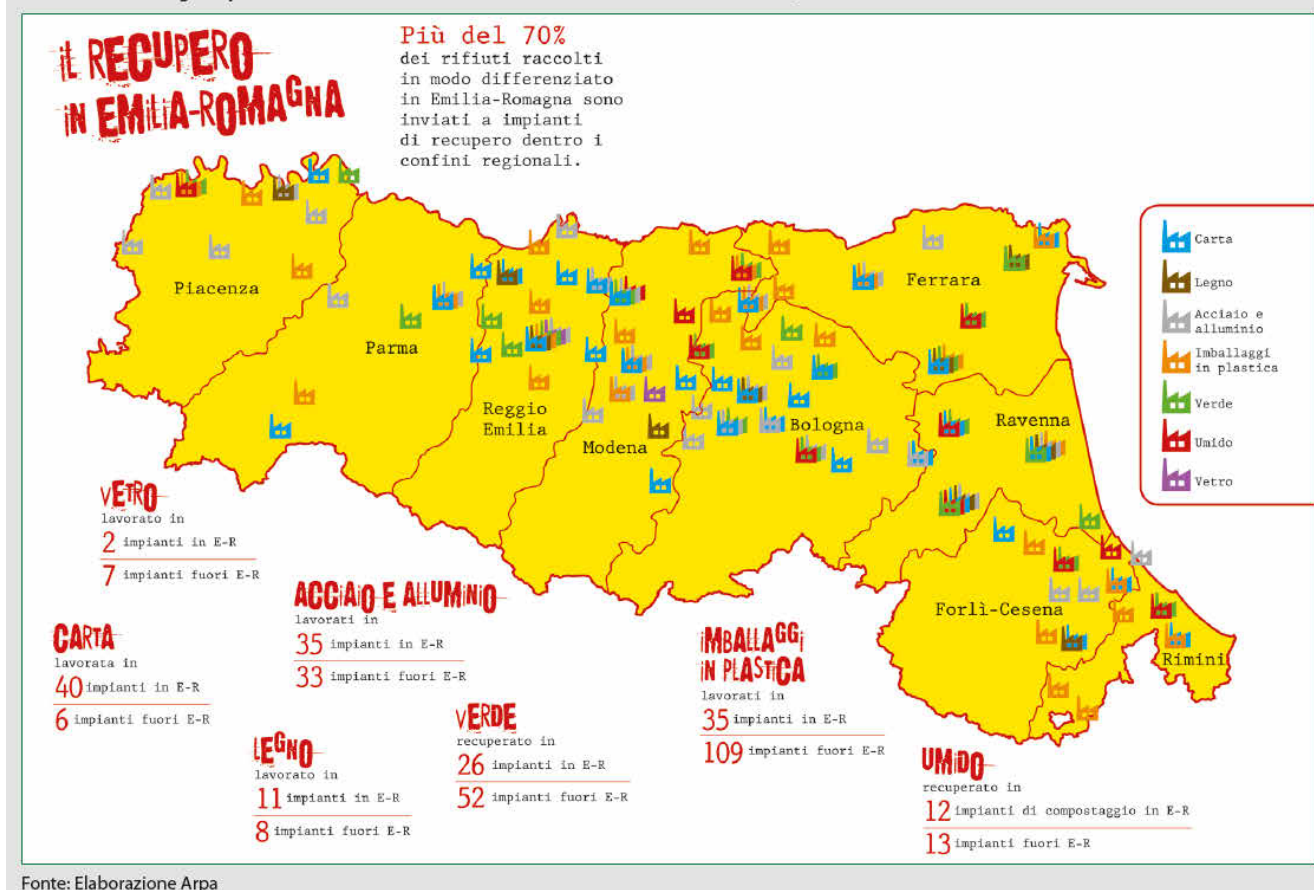 IL RECUPERO
IN EMILIA-ROMAGNA
Più del 70%
dei rifiuti raccolti
in modo differenziato
in Emilia-Romagna sono
inviati a impianti
di recupero dentro i
confini regionali.
Piacenza
Parma
Reggio
Emilia
Modena
Bologna
Ferrara
Ravenna
Forlì-Cesena
Rimini
Carta
Legno
Acciaio e
alluminio
Imballaggi
in plastica
Verde
Umido
Vetro
VETRO
lavorato in
2 impianti in E-R
7 impianti fuori E-R
CARTA
lavorata in
40 impianti in E-R
6 impianti fuori E-R
ACCIAIO E ALLUMINIO
lavorati in
35 impianti in E-R
33 impianti fuori E-R
LEGNO
lavorato in
11 impianti in E-R
8 impianti fuori E-R
VERDE
recuperato in
26 impianti in E-R
52 impianti fuori E-R
IMBALLAGGI
IN PLASTICA
lavorati in
35 impianti in E-R
109 impianti fuori E-R
UMIDO
recuperato in
12 impianti di compostaggio in E-R
13 impianti fuori E-R
Fonte: Elaborazione Arpa